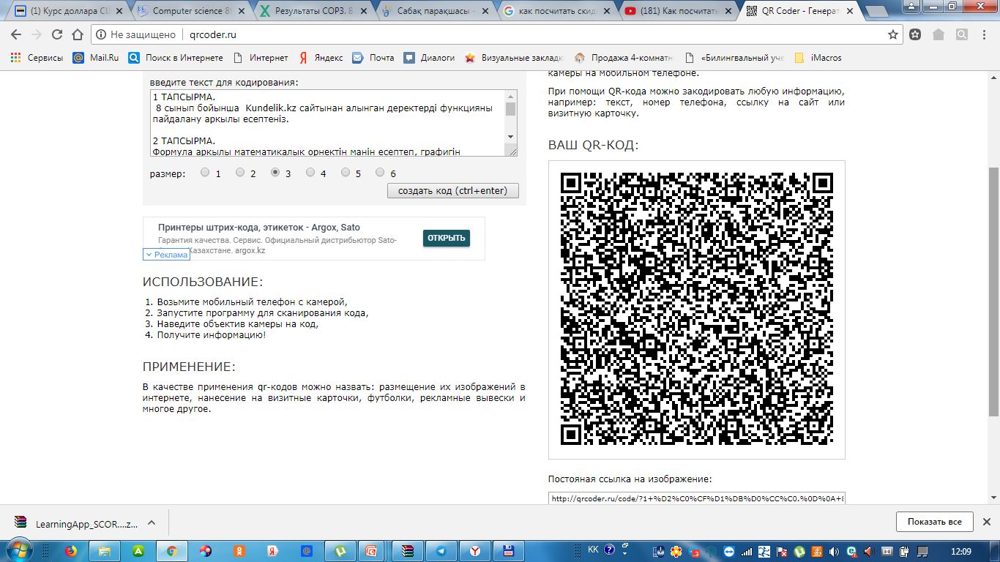 (1) Курс доллара СШ
Computer science 8
Результаты СОР3. 8
Сабақ парақшасы -
как посчитать скид
(181) Как посчитать
QR Coder - Генерат
Не защищено
qrcoder.ru
Сервисы
Mail.Ru
Поиск в Интернете
Интернет
Яндекс
Почта
Диалоги
Визуальные закладк
Продажа 4-комнатн
«Билингвальный уче
iMacros
введите текст для кодирования:
1 ТАПСЫРМА.
8 сынып бойынша Kundelik.kz сайтынан алынган деректерді функцияны
пайдалану аркылы есептеніз.
2 ТАПСЫРМА.
Формула аркылы математикалык орнектін манін есептеп, графигін
размер: 1 2 3 4 5 6
создать код (ctrl+enter)
Принтеры штрих-кода, этикеток - Argox, Sato
Гарантия качества. Сервис. Официальный дистрибьютор Sato-
Казахстане. argox.kz
ОТКРЫТЬ
Реклама
ИСПОЛЬЗОВАНИЕ:
1. Возьмите мобильный телефон с камерой,
2. Запустите программу для сканирования кода,
3. Наведите объектив камеры на код,
4. Получите информацию!
ПРИМЕНЕНИЕ:
В качестве применения qr-кодов можно назвать: размещение их изображений в
интернете, нанесение на визитные карточки, футболки, рекламные вывески и
многое другое.
камеры на мобильном телефоне.
При помощи QR-кода можно закодировать любую информацию,
например: текст, номер телефона, ссылку на сайт или
визитную карточку.
ВАШ QR-КОД:
Постояная ссылка на изображение:
http://qrcoder.ru/code/?1+%D2%C0%CF%D1%DB%D0%CC%C0.%0D%0A+8
LearningApp_SCOR....z...
Показать все
KK
12:09